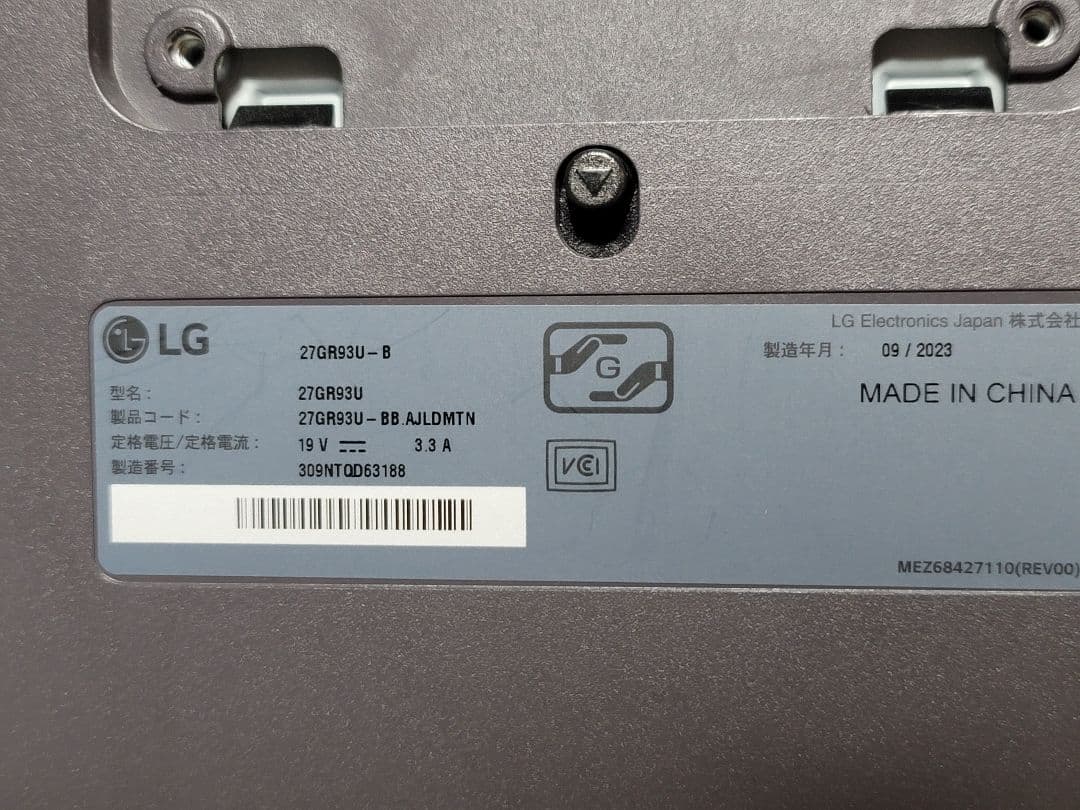 LG
27GR93U-B
型名: 27GR93U
製品コード: 27GR93U-BB.AJLDMTN
定格電圧/定格電流: 19 V 3.3 A
製造番号: 309NTQD63188
G
VCCI
LG Electronics Japan 株式会社
製造年月: 09 / 2023
MADE IN CHINA
MEZ68427110(REV00)